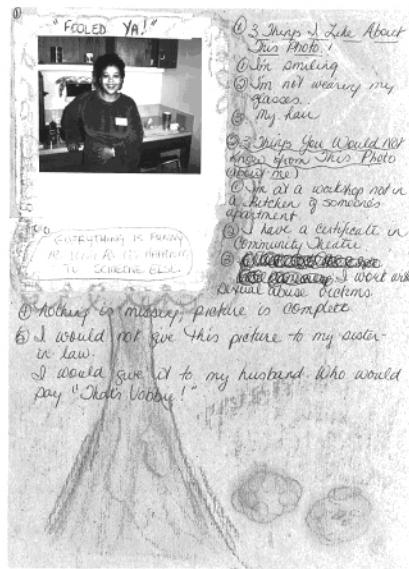 ①
"FOOLED YA!"
EVERYTHING IS FUNNY
AS LONG AS IT'S HAPPENING
TO SOMEONE ELSE.
① 3 Things I Like About
This Photo!
① I'm smiling
② I'm not wearing my
glasses.
③ My hair
② 3 Things You Would Not
Know from This Photo
About me!
① I'm at a workshop not in
a kitchen of someone's
apartment
② I have a certificate in
Community Theatre
③
I work with
sexual abuse victims
④ Nothing is missing, picture is complete
⑤ I would not give this picture to my sister-
in-law.
I would give it to my husband. Who would
say "That's Vobby!"